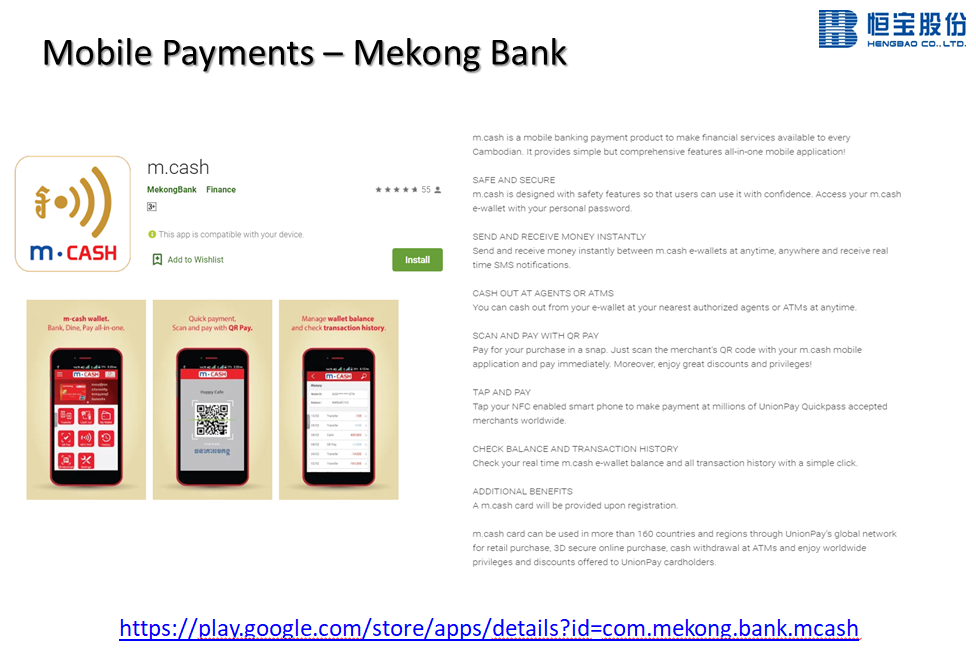 恒宝股份
HENGBAO CO.,LTD.
Mobile Payments – Mekong Bank
m.cash
MekongBank Finance
55
3+
This app is compatible with your device.
Add to Wishlist
Install
m·CASH
m-cash wallet.
Bank, Dine, Pay all-in-one.
m·CASH
Quick payment,
Scan and pay with QR Pay.
m·CASH
Happy Cafe
Manage wallet balance
and check transaction history.
m·CASH
History
m.cash is a mobile banking payment product to make financial services available to every
Cambodian. It provides simple but comprehensive features all-in-one mobile application!
SAFE AND SECURE
m.cash is designed with safety features so that users can use it with confidence. Access your m.cash
e-wallet with your personal password.
SEND AND RECEIVE MONEY INSTANTLY
Send and receive money instantly between m.cash e-wallets at anytime, anywhere and receive real
time SMS notifications.
CASH OUT AT AGENTS OR ATMS
You can cash out from your e-wallet at your nearest authorized agents or ATMs at anytime.
SCAN AND PAY WITH QR PAY
Pay for your purchase in a snap. Just scan the merchant's QR code with your m.cash mobile
application and pay immediately. Moreover, enjoy great discounts and privileges!
TAP AND PAY
Tap your NFC enabled smart phone to make payment at millions of UnionPay Quickpass accepted
merchants worldwide.
CHECK BALANCE AND TRANSACTION HISTORY
Check your real time m.cash e-wallet balance and all transaction history with a simple click.
ADDITIONAL BENEFITS
A m.cash card will be provided upon registration.
m.cash card can be used in more than 160 countries and regions through UnionPay's global network
for retail purchase, 3D secure online purchase, cash withdrawal at ATMs and enjoy worldwide
privileges and discounts offered to UnionPay cardholders.
https://play.google.com/store/apps/details?id=com.mekong.bank.mcash